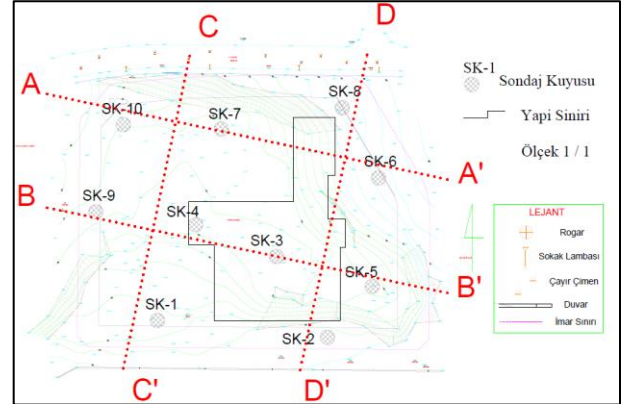 D
C
SK-1
Sondaj Kuyusu
A
SK-8
SK-10
SK-7
Yapi Siniri
Ölçek 1 / 1
SK-6
A'
B
SK-9
SK-4
SK-3
SK-5
B'
SK-1
SK-2
C'
D'
LEJANT
Rogar
Sokak Lambası
Çayır Çimen
Duvar
İmar Sınırı